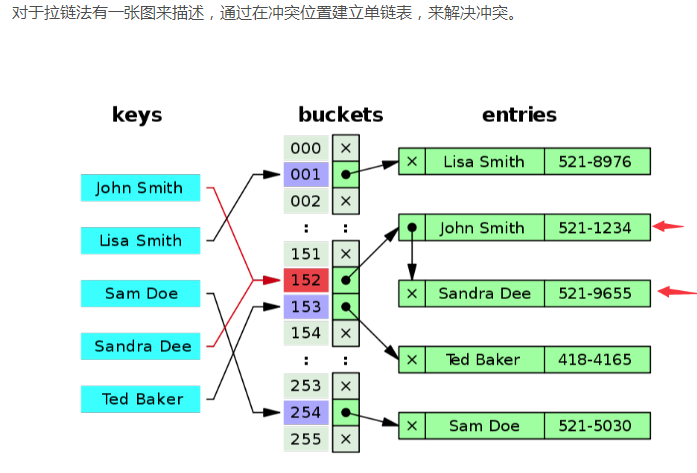 对于拉链法有一张图来描述，通过在冲突位置建立单链表，来解决冲突。
keys buckets entries
000 ×
John Smith 001 × Lisa Smith 521-8976
002 ×
Lisa Smith : : John Smith 521-1234
151 ×
Sam Doe 152 × Sandra Dee 521-9655
153
Sandra Dee 154 × × Ted Baker 418-4165
: :
Ted Baker 253 ×
254 × Sam Doe 521-5030
255 ×